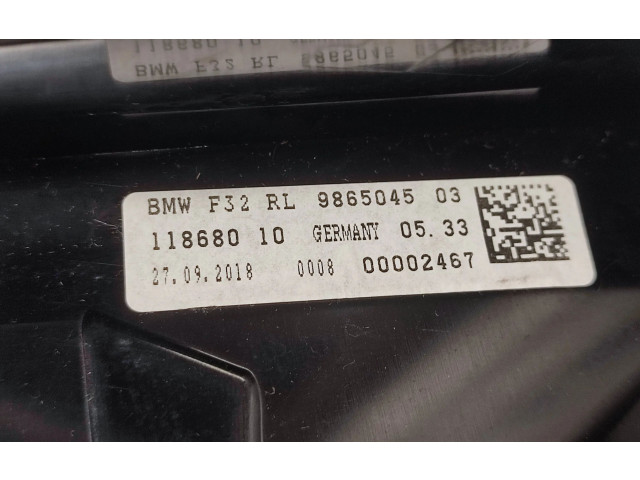 BMW F32 RL 9865045 03
118680 10 GERMANY 05.33
27.09.2018 0008 00002467